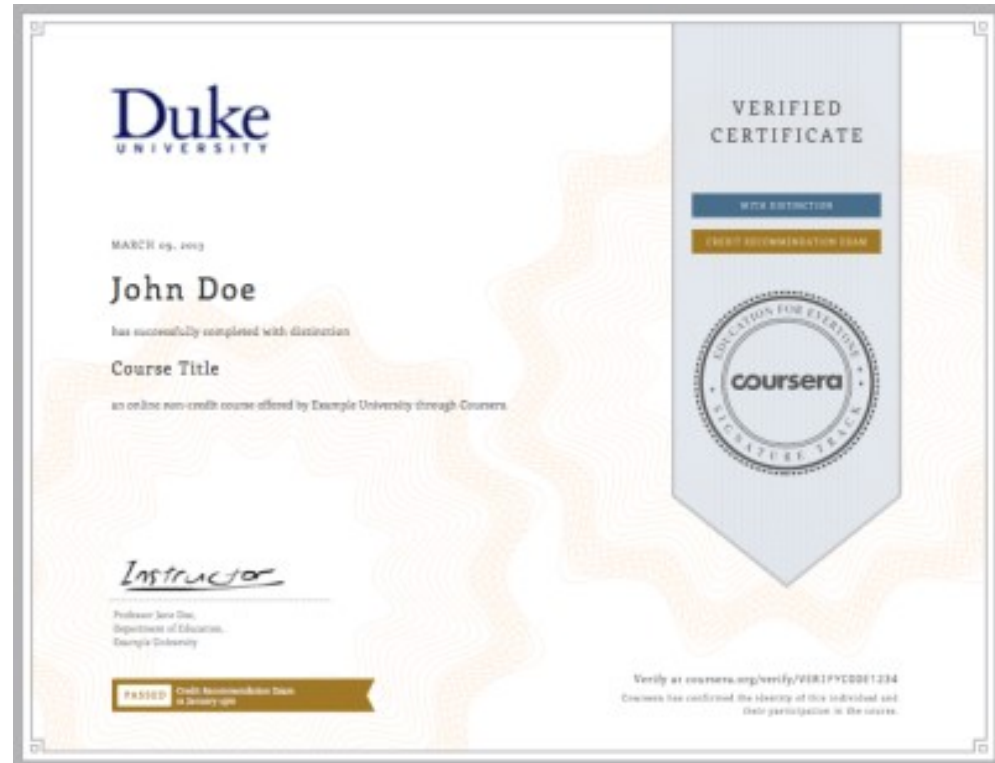 Duke
UNIVERSITY
MARCH 09, 2013
John Doe
has successfully completed with distinction
Course Title
an online non-credit course offered by Example University through Coursera
Instructor
Professor Jane Doe,
Department of Education,
Example University
PASSED
Credit Recommendation Exam
in January
VERIFIED
CERTIFICATE
WITH DISTINCTION
CREDIT RECOMMENDATION EXAM
EDUCATION FOR EVERYONE
coursera
SIGNATURE TRACK
Verify at coursera.org/verify/VERIFYCODE1234
Coursera has confirmed the identity of this individual and
their participation in the course.